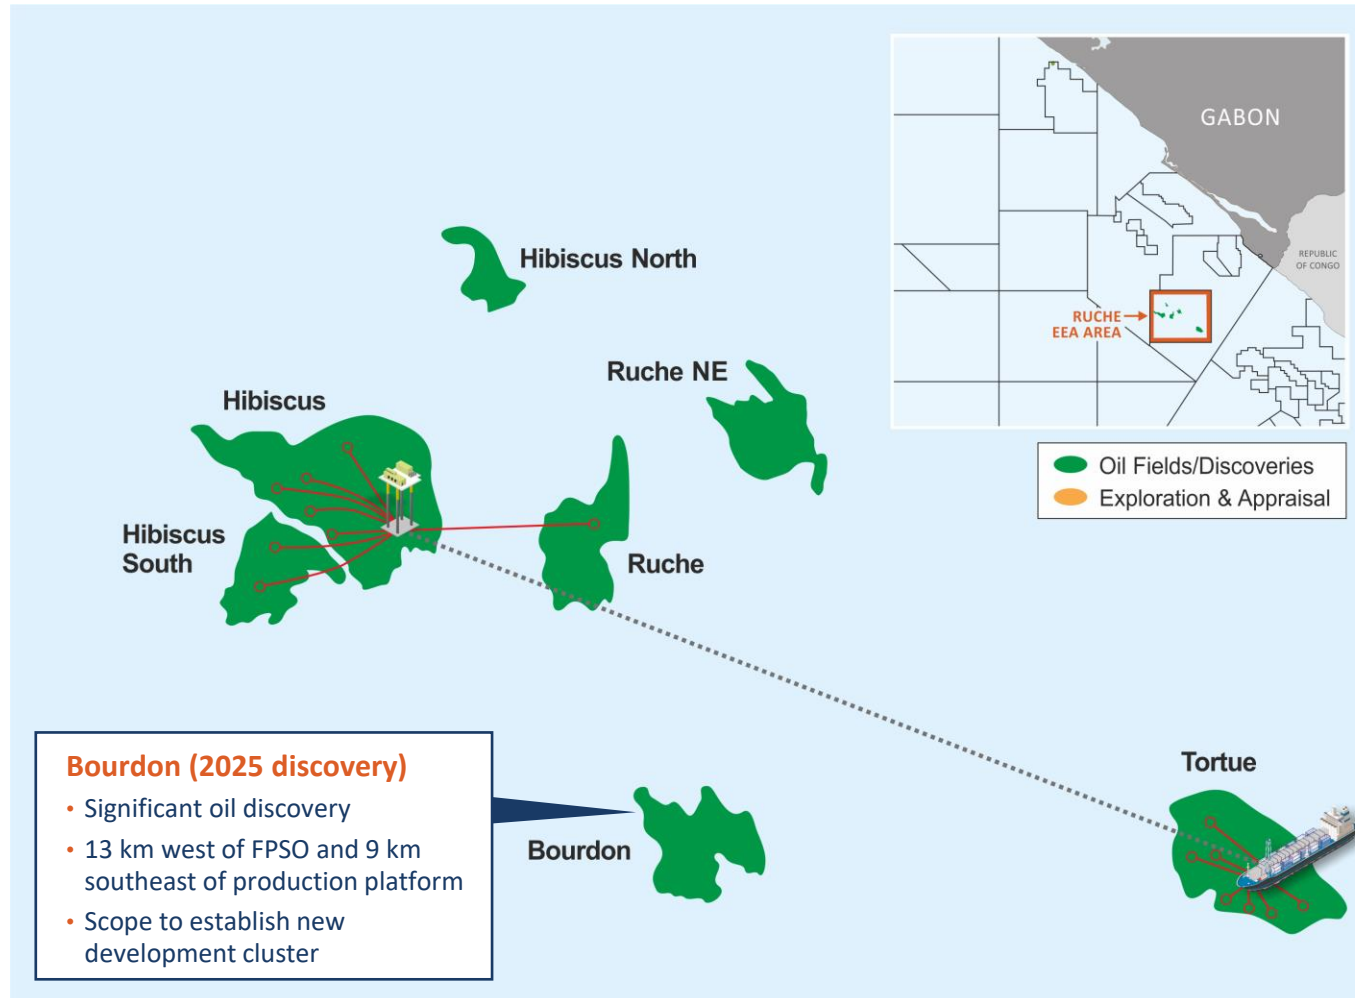 GABON
REPUBLIC
OF CONGO
RUCHE
EEA AREA
Oil Fields/Discoveries
Exploration & Appraisal
Hibiscus North
Ruche NE
Hibiscus
Hibiscus
South
Ruche
Tortue
Bourdon
Bourdon (2025 discovery)
• Significant oil discovery
• 13 km west of FPSO and 9 km
southeast of production platform
• Scope to establish new
development cluster